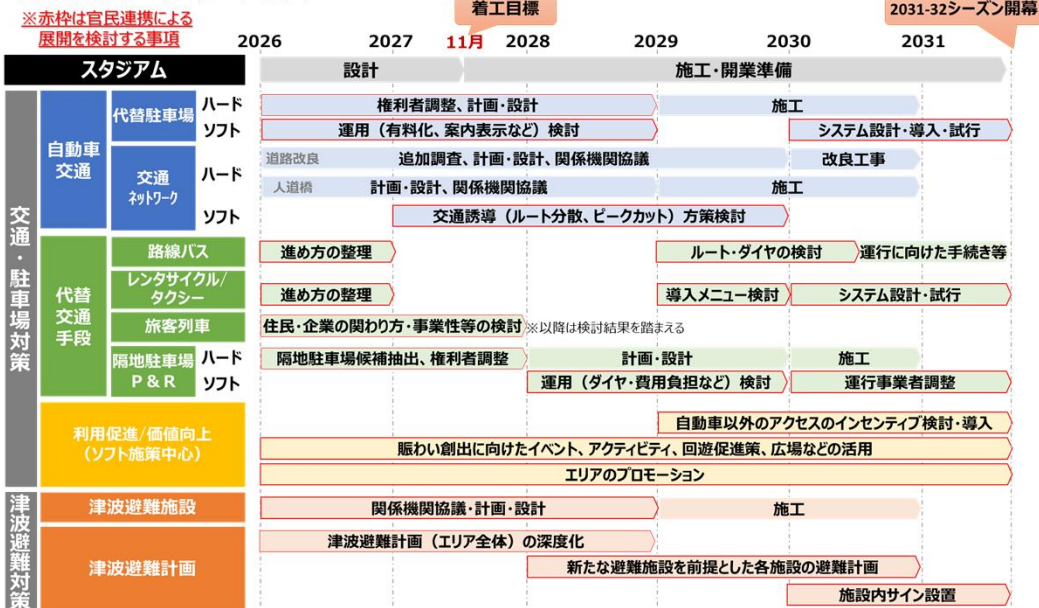 ※赤枠は官民連携による
展開を検討する事項
着工目標
2031-32シーズン開幕
2026 2027 11月 2028 2029 2030 2031
スタジアム 設計 施工・開業準備
交通・駐車場対策
自動車
交通
代替駐車場
ハード 権利者調整、計画・設計 施工
ソフト 運用（有料化、案内表示など）検討 システム設計・導入・試行
交通
ネットワーク
ハード
道路改良 追加調査、計画・設計、関係機関協議 改良工事
人道橋 計画・設計、関係機関協議 施工
ソフト 交通誘導（ルート分散、ピークカット）方策検討
代替
交通
手段
路線バス 進め方の整理 ルート・ダイヤの検討 運行に向けた手続き等
レンタサイクル/
タクシー
進め方の整理 導入メニュー検討 システム設計・試行
旅客列車 住民・企業の関わり方・事業性等の検討 ※以降は検討結果を踏まえる
隔地駐車場
P＆R
ハード 隔地駐車場候補抽出、権利者調整 計画・設計 施工
ソフト 運用（ダイヤ・費用負担など）検討 運行事業者調整
利用促進/価値向上
（ソフト施策中心）
自動車以外のアクセスのインセンティブ検討・導入
賑わい創出に向けたイベント、アクティビティ、回遊促進策、広場などの活用
エリアのプロモーション
津波避難対策
津波避難施設 関係機関協議・計画・設計 施工
津波避難計画
津波避難計画（エリア全体）の深度化
新たな避難施設を前提とした各施設の避難計画
施設内サイン設置